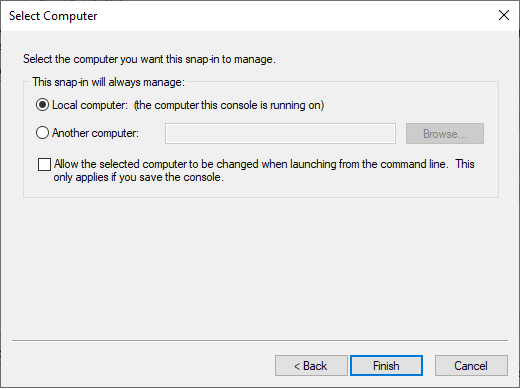 Select Computer
Select the computer you want this snap-in to manage.
This snap-in will always manage:
Local computer: (the computer this console is running on)
Another computer:
Browse...
Allow the selected computer to be changed when launching from the command line. This
only applies if you save the console.
< Back
Finish
Cancel